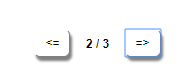 <= 2 / 3 =>